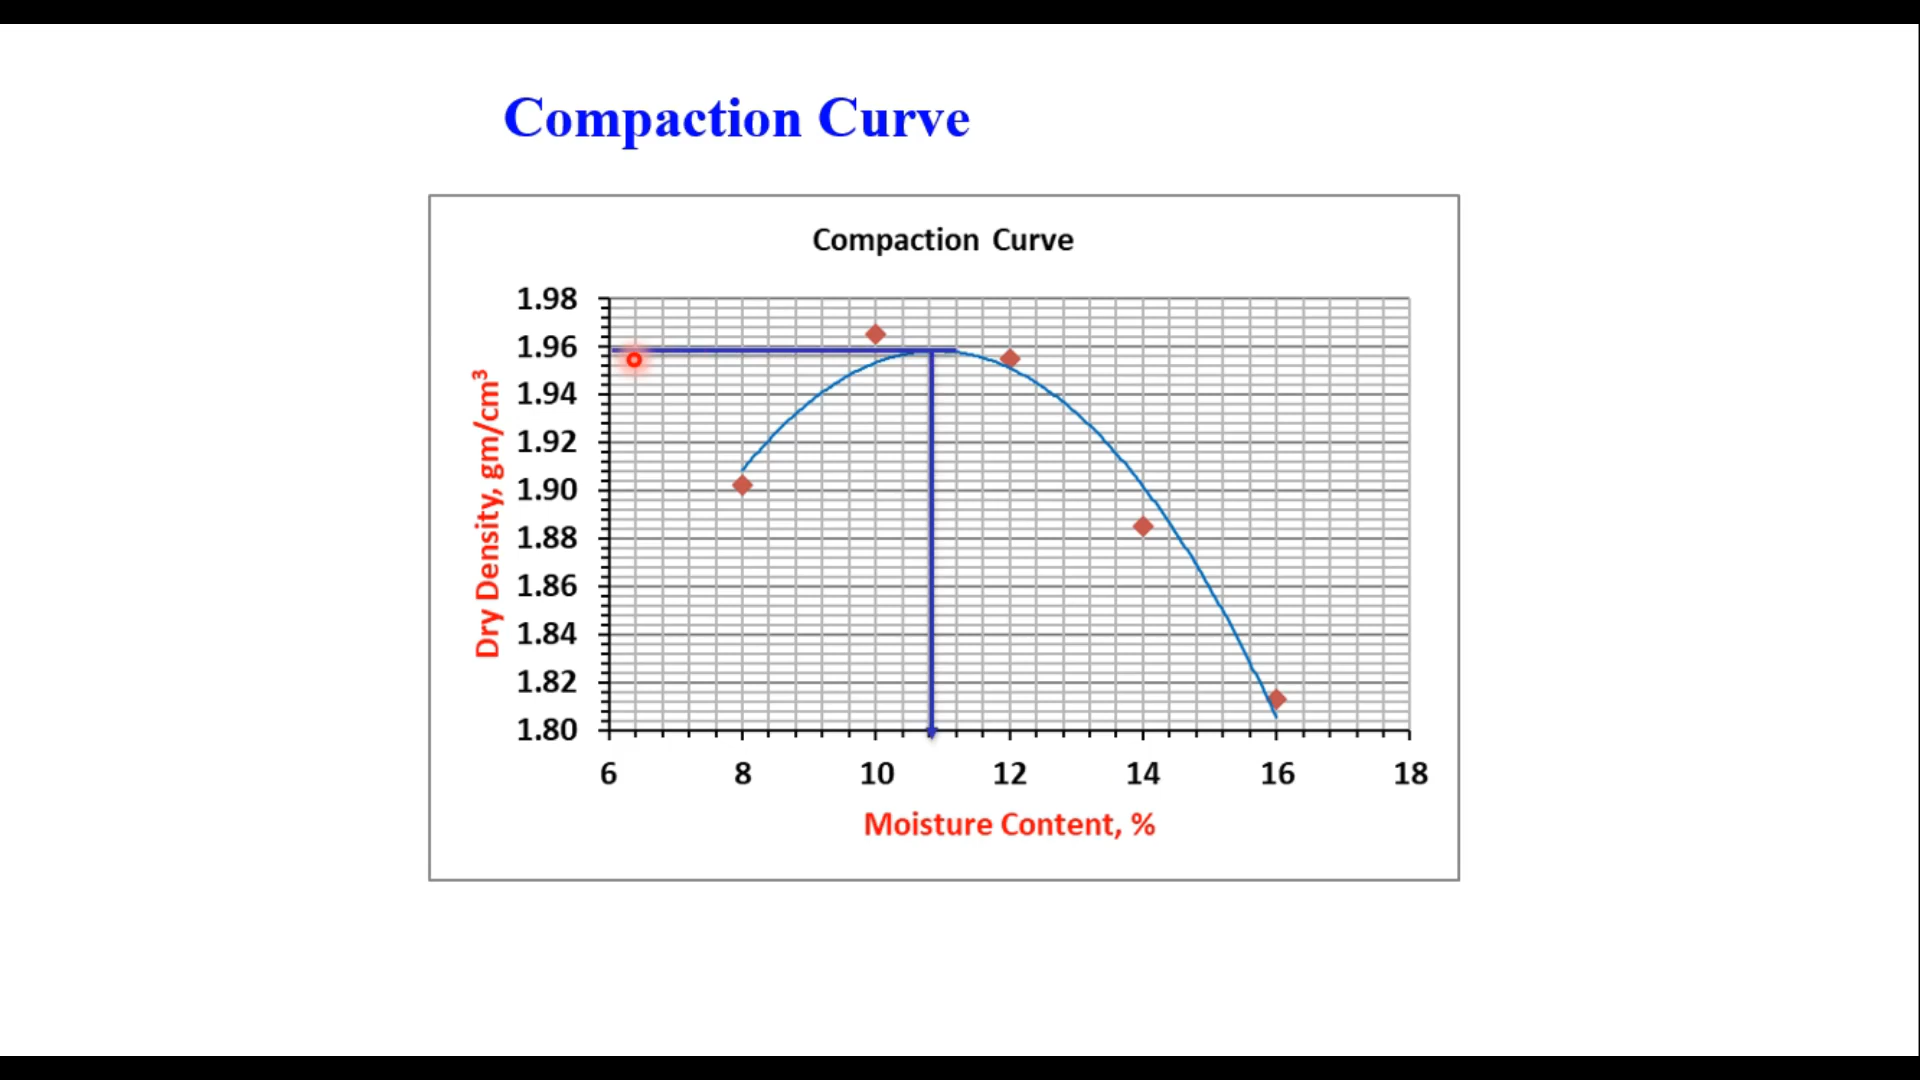 Compaction Curve
Compaction Curve
1.98
1.96
1.94
1.92
1.90
1.88
1.86
1.84
1.82
1.80
Dry Density, gm/cm³
6 8 10 12 14 16 18
Moisture Content, %